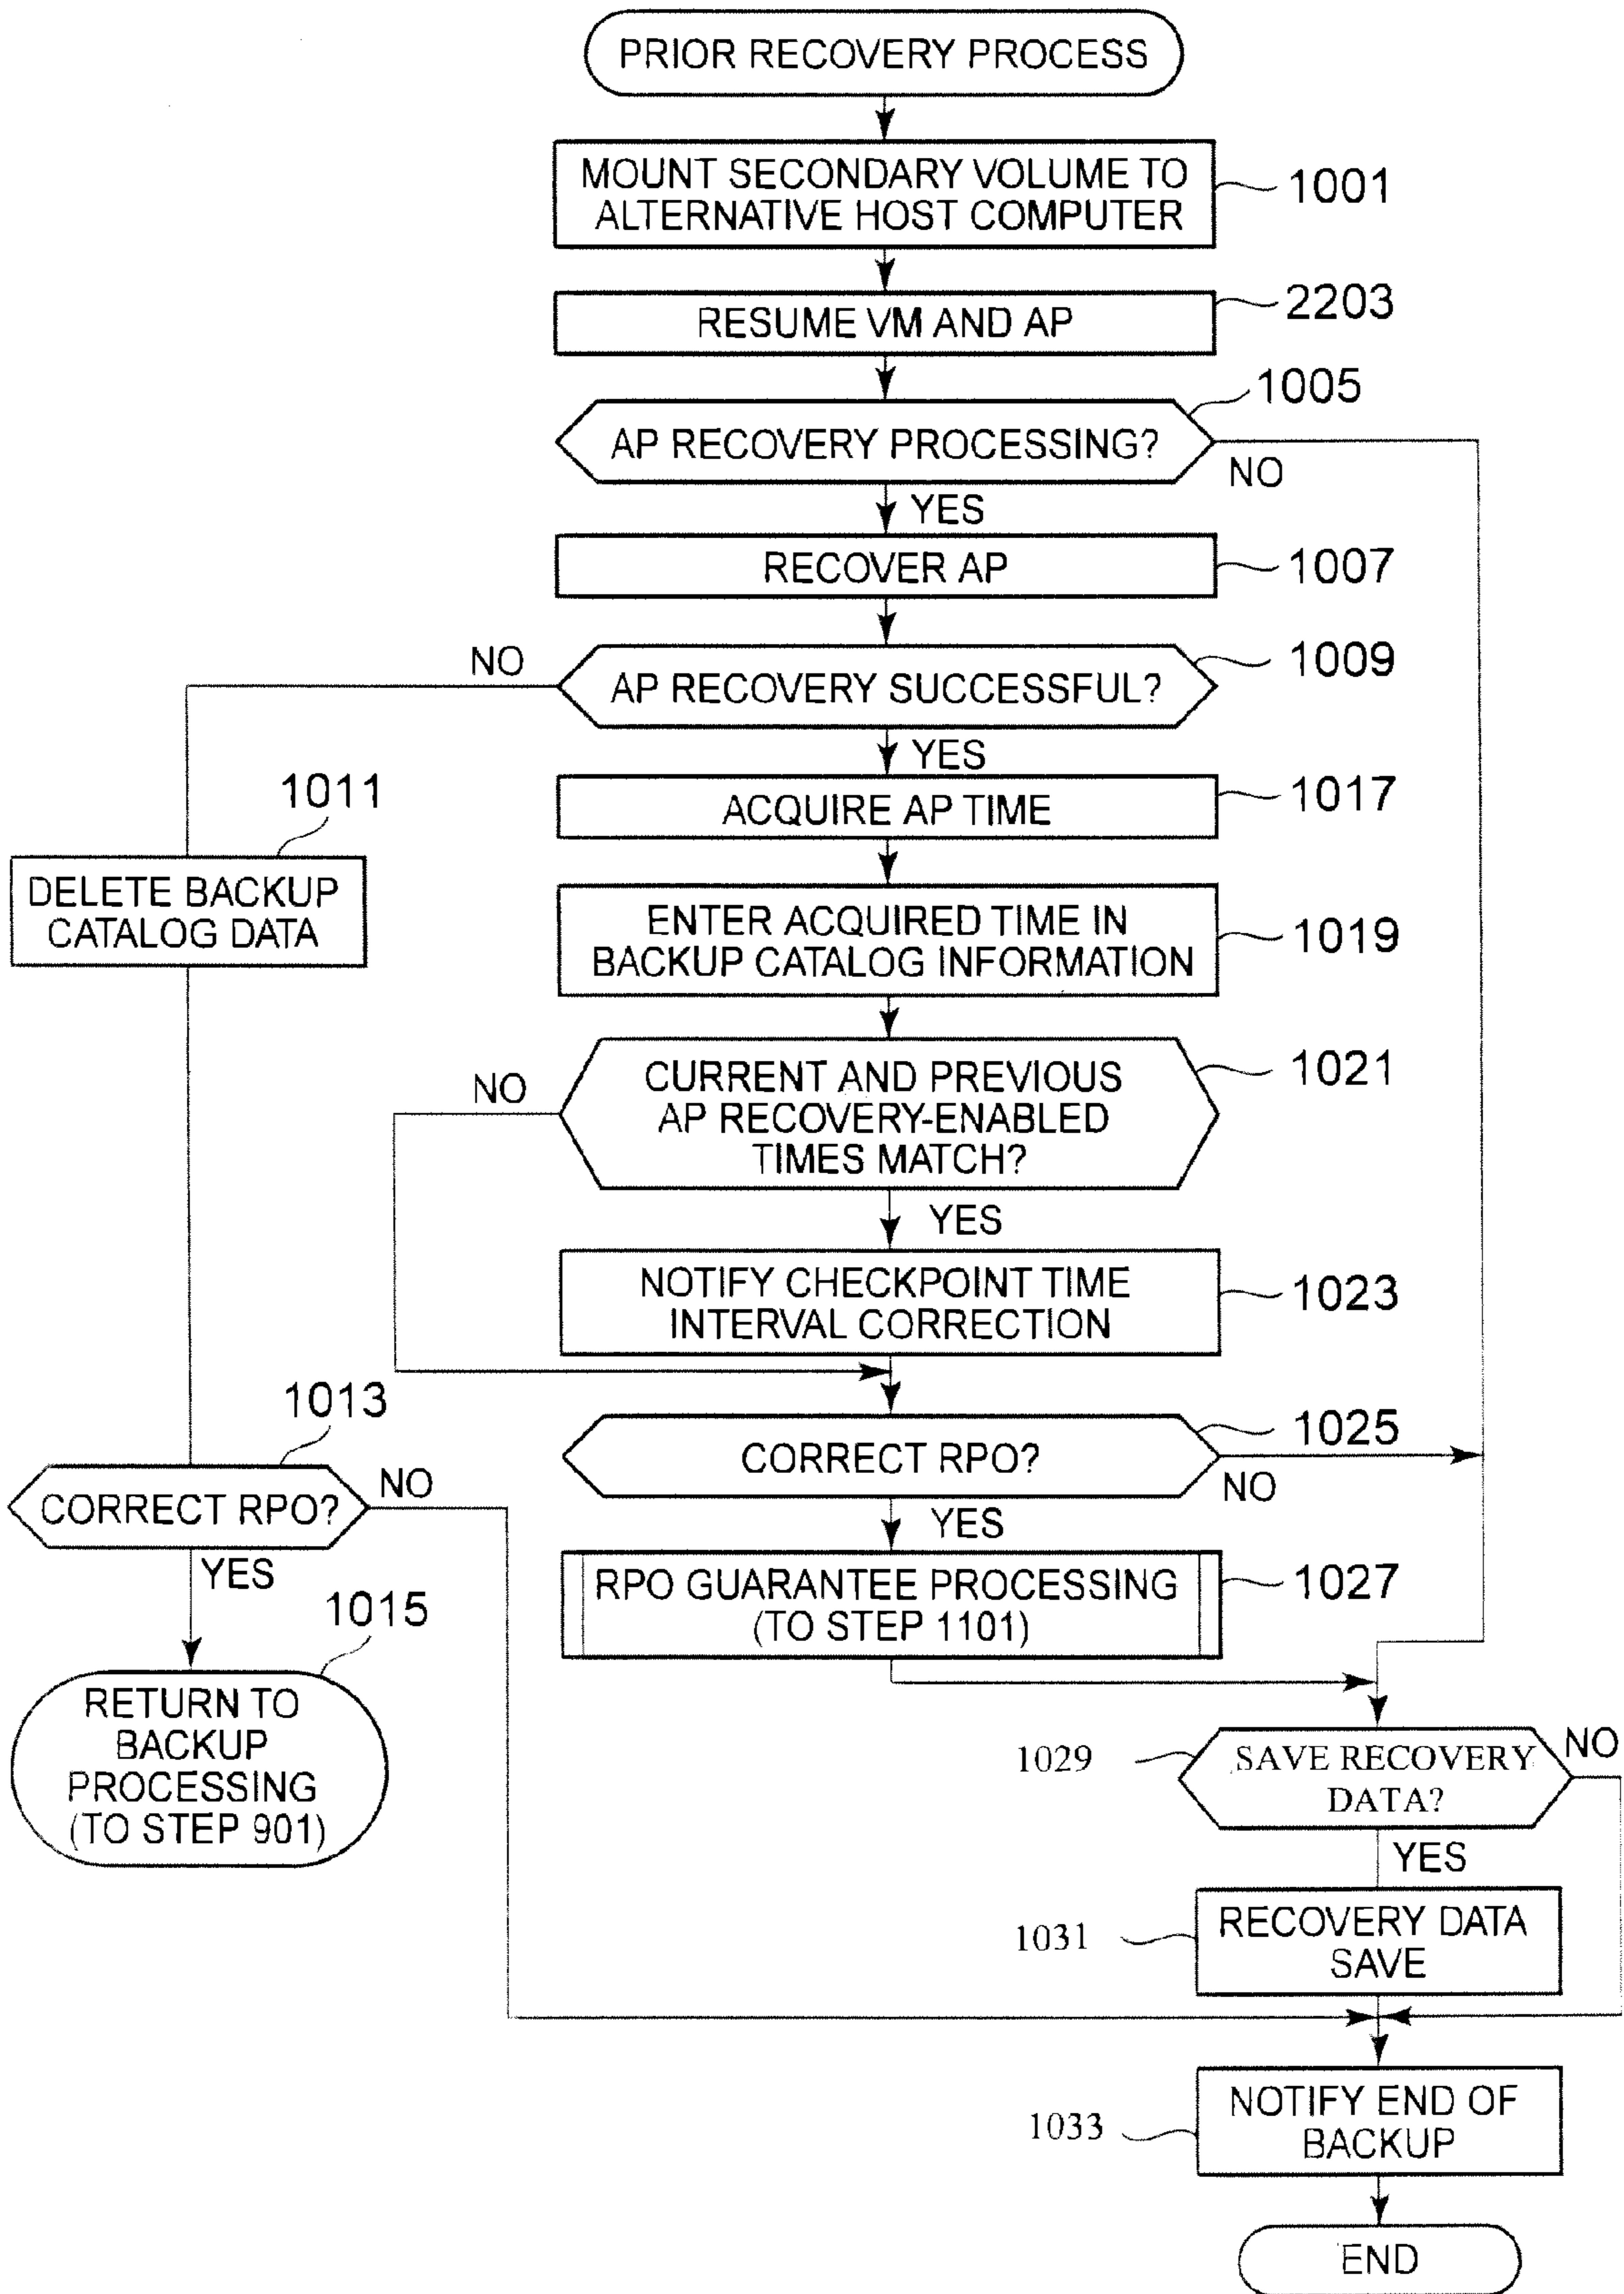 PRIOR RECOVERY PROCESS
MOUNT SECONDARY VOLUME TO
ALTERNATIVE HOST COMPUTER
1001
RESUME VM AND AP
2203
1005
AP RECOVERY PROCESSING?
NO
YES
RECOVER AP
1007
NO
AP RECOVERY SUCCESSFUL?
1009
YES
1011
DELETE BACKUP
CATALOG DATA
ACQUIRE AP TIME
1017
ENTER ACQUIRED TIME IN
BACKUP CATALOG INFORMATION
1019
NO
CURRENT AND PREVIOUS
AP RECOVERY-ENABLED
TIMES MATCH?
1021
YES
NOTIFY CHECKPOINT TIME
INTERVAL CORRECTION
1023
1013
CORRECT RPO?
NO
YES
1015
RETURN TO
BACKUP
PROCESSING
(TO STEP 901)
CORRECT RPO?
1025
NO
YES
RPO GUARANTEE PROCESSING
(TO STEP 1101)
1027
1029
SAVE RECOVERY
DATA?
NO
YES
1031
RECOVERY DATA
SAVE
1033
NOTIFY END OF
BACKUP
END